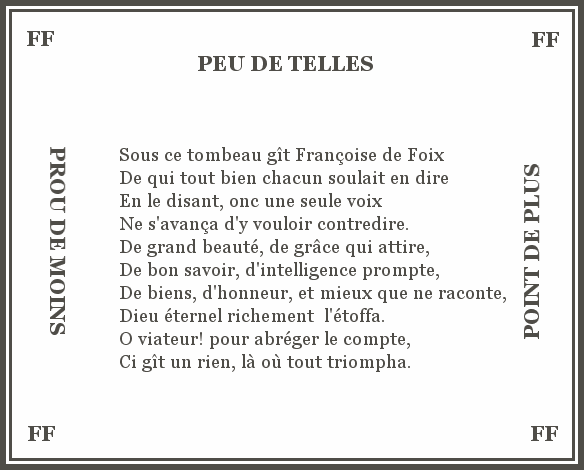 FF
FF
PEU DE TELLES
PROU DE MOINS
Sous ce tombeau gît Françoise de Foix
De qui tout bien chacun soulait en dire
En le disant, onc une seule voix
Ne s'avança d'y vouloir contredire.
De grand beauté, de grâce qui attire,
De bon savoir, d'intelligence prompte,
De biens, d'honneur, et mieux que ne raconte,
Dieu éternel richement  l'étoffa.
O viateur! pour abréger le compte,
Ci gît un rien, là où tout triompha.
POINT DE PLUS
FF
FF